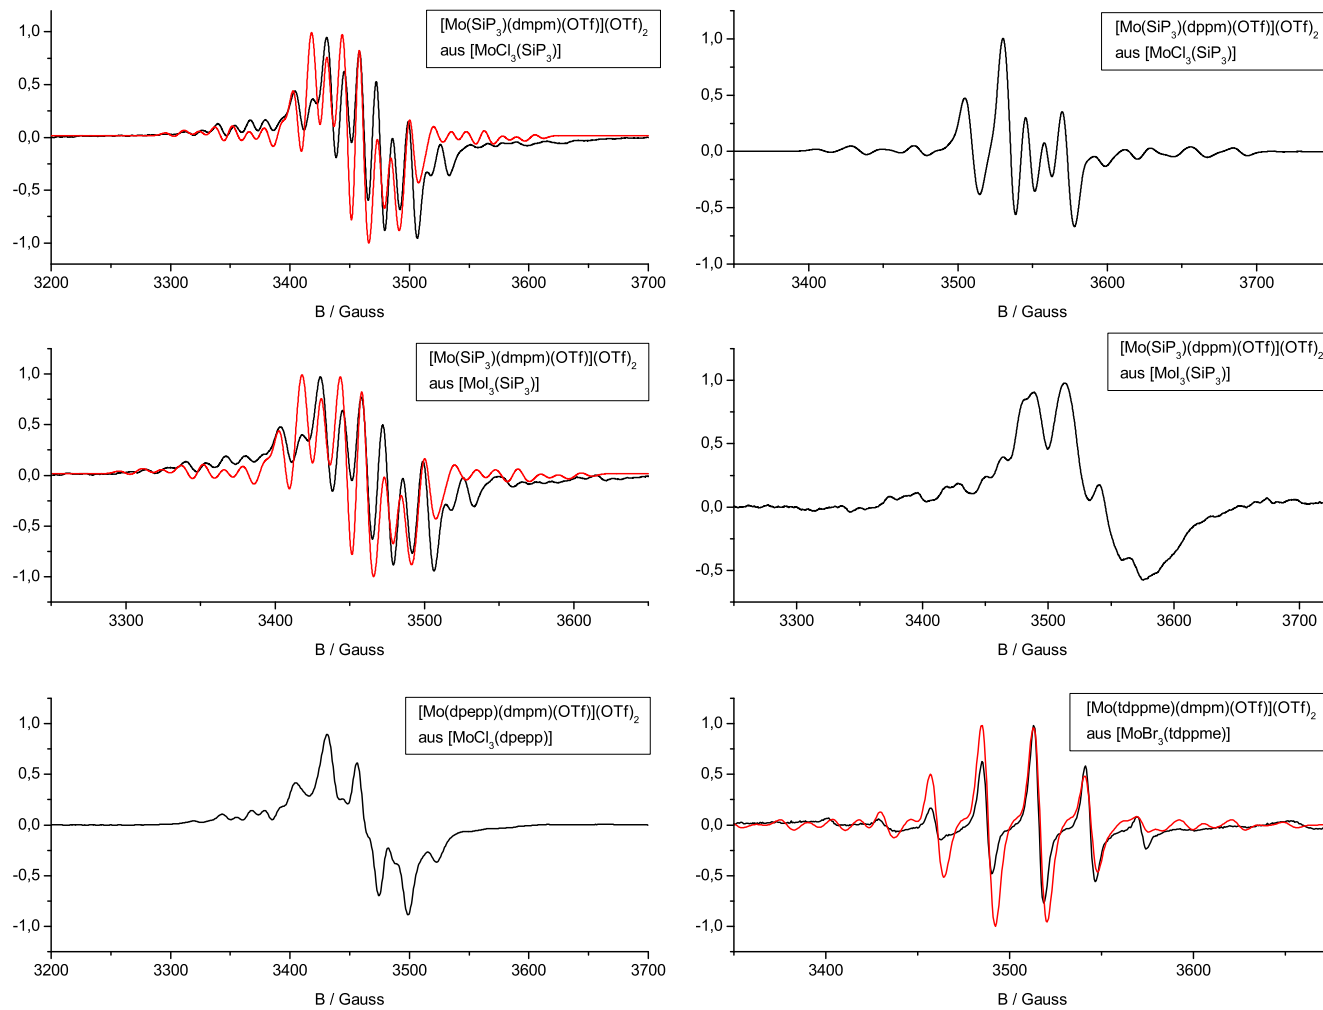 [Mo(SiP3)(dmpm)(OTf)](OTf)2
aus [MoCl3(SiP3)]
1,0
0,5
0,0
-0,5
-1,0
3200 3300 3400 3500 3600 3700
B / Gauss
[Mo(SiP3)(dppm)(OTf)](OTf)2
aus [MoCl3(SiP3)]
1,0
0,5
0,0
-0,5
-1,0
3400 3500 3600 3700
B / Gauss
[Mo(SiP3)(dmpm)(OTf)](OTf)2
aus [MoI3(SiP3)]
1,0
0,5
0,0
-0,5
-1,0
3300 3400 3500 3600
B / Gauss
[Mo(SiP3)(dppm)(OTf)](OTf)2
aus [MoI3(SiP3)]
1,0
0,5
0,0
-0,5
3300 3400 3500 3600 3700
B / Gauss
[Mo(dpepp)(dmpm)(OTf)](OTf)2
aus [MoCl3(dpepp)]
1,0
0,5
0,0
-0,5
-1,0
3200 3300 3400 3500 3600 3700
B / Gauss
[Mo(tdppme)(dmpm)(OTf)](OTf)2
aus [MoBr3(tdppme)]
1,0
0,5
0,0
-0,5
-1,0
3400 3500 3600
B / Gauss